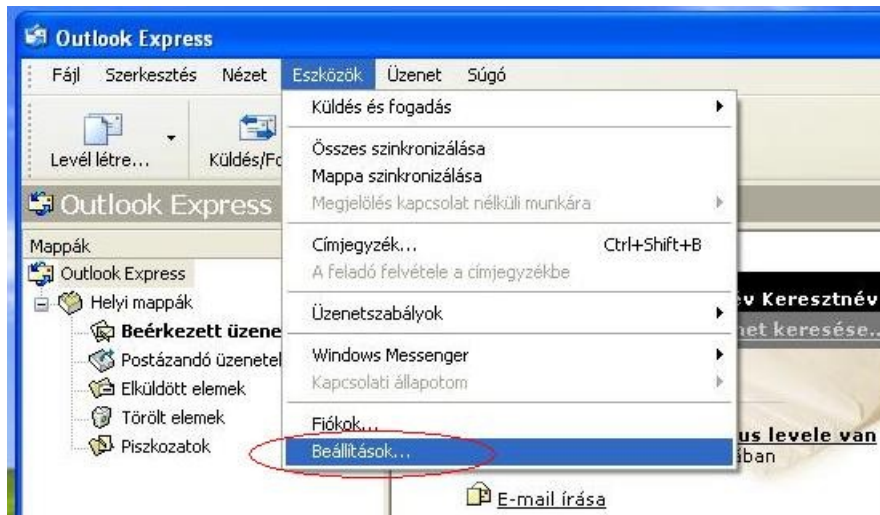 Outlook Express
Fájl Szerkesztés Nézet Eszközök Üzenet Súgó
Levél létre... Küldés/Fo
Outlook Express
Küldés és fogadás
Összes szinkronizálása
Mappa szinkronizálása
Megjelölés kapcsolat nélküli munkára
Címjegyzék... Ctrl+Shift+B
A feladó felvétele a címjegyzékbe
Üzenetszabályok
Windows Messenger
Kapcsolati állapotom
Fiókok...
Beállítások...
Mappák
Outlook Express
Helyi mappák
Beérkezett üzene
Postázandó üzenetel
Elküldött elemek
Törölt elemek
Piszkozatok
év Keresztnév
net keresése..
us levele van
ában
E-mail írása